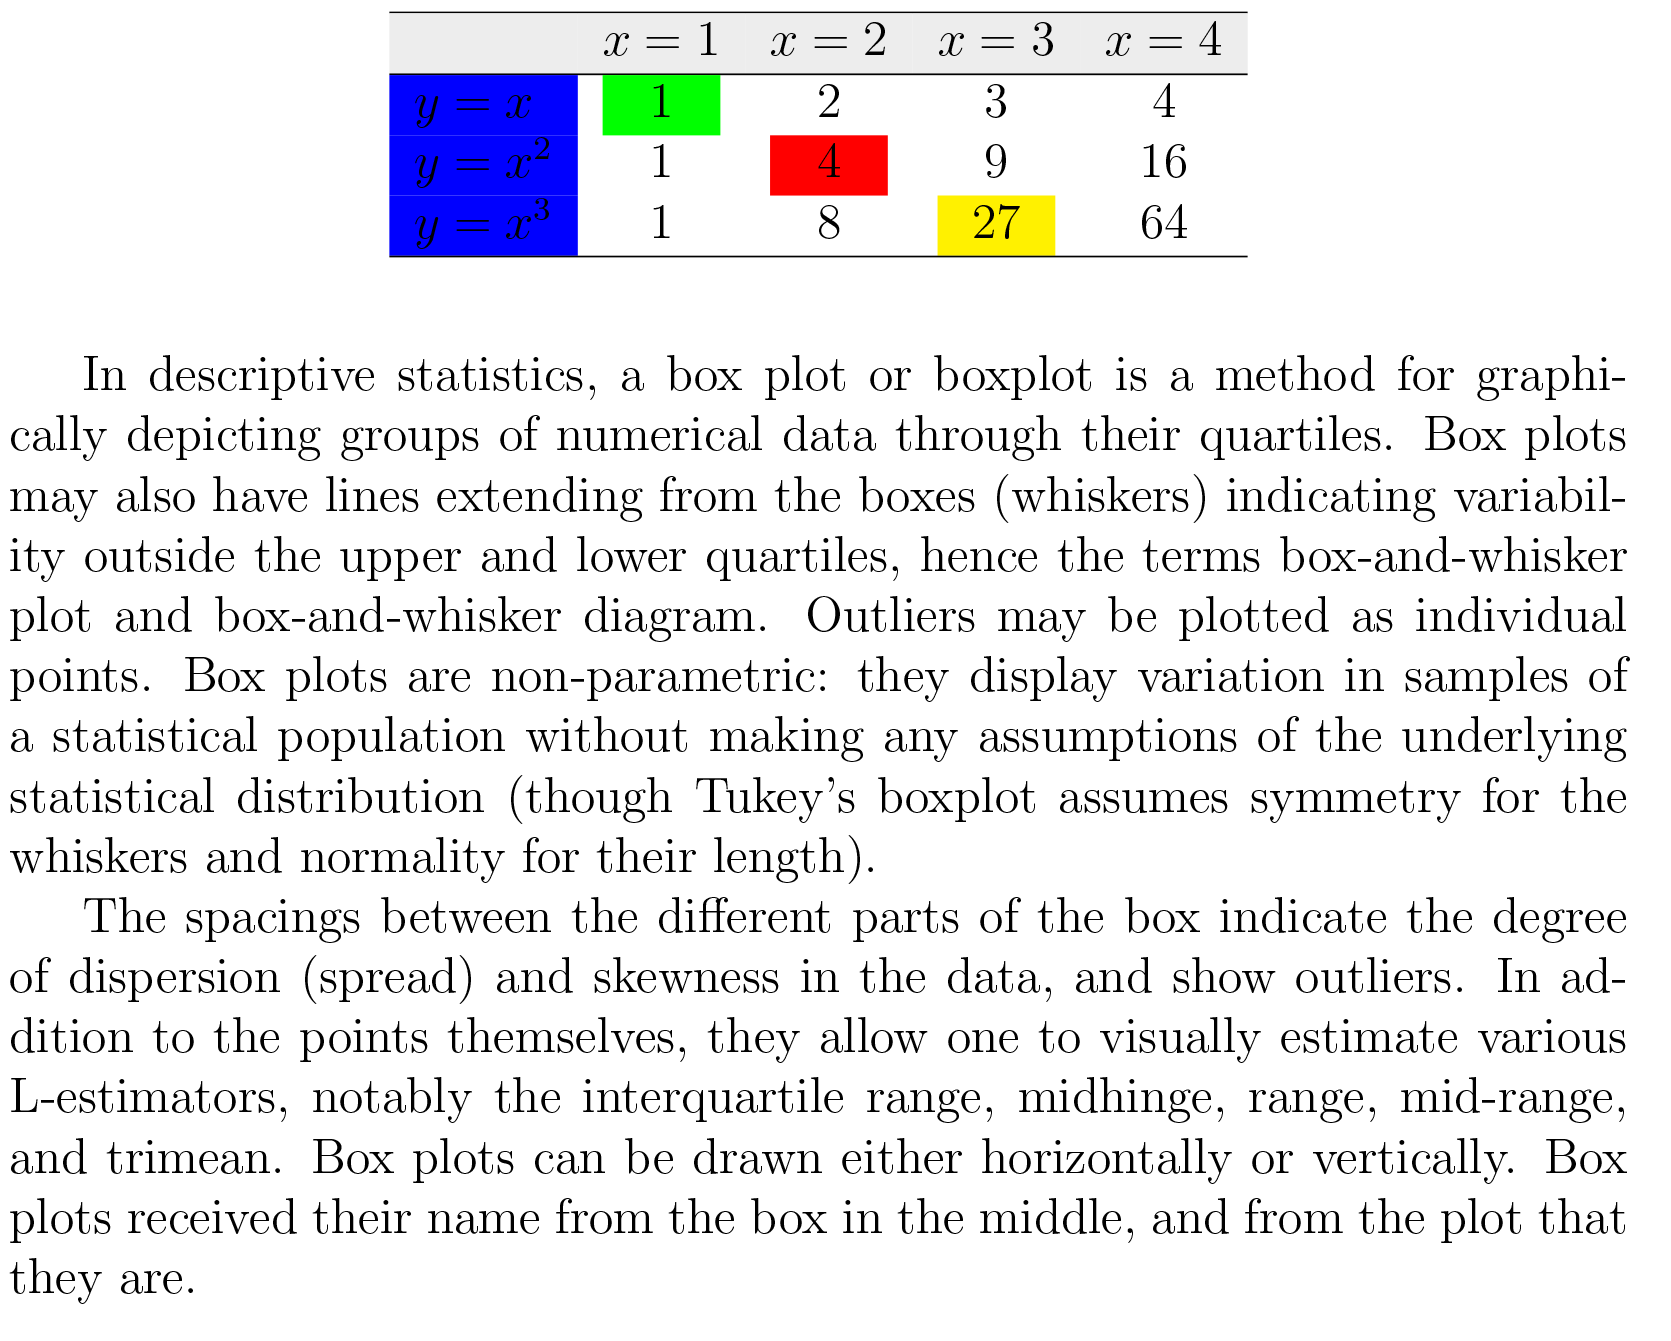 x = 1 x = 2 x = 3 x = 4
y = x 1 2 3 4
y = x² 1 4 9 16
y = x³ 1 8 27 64
In descriptive statistics, a box plot or boxplot is a method for graphi-
cally depicting groups of numerical data through their quartiles. Box plots
may also have lines extending from the boxes (whiskers) indicating variabil-
ity outside the upper and lower quartiles, hence the terms box-and-whisker
plot and box-and-whisker diagram. Outliers may be plotted as individual
points. Box plots are non-parametric: they display variation in samples of
a statistical population without making any assumptions of the underlying
statistical distribution (though Tukey's boxplot assumes symmetry for the
whiskers and normality for their length).
The spacings between the different parts of the box indicate the degree
of dispersion (spread) and skewness in the data, and show outliers. In ad-
dition to the points themselves, they allow one to visually estimate various
L-estimators, notably the interquartile range, midhinge, range, mid-range,
and trimean. Box plots can be drawn either horizontally or vertically. Box
plots received their name from the box in the middle, and from the plot that
they are.